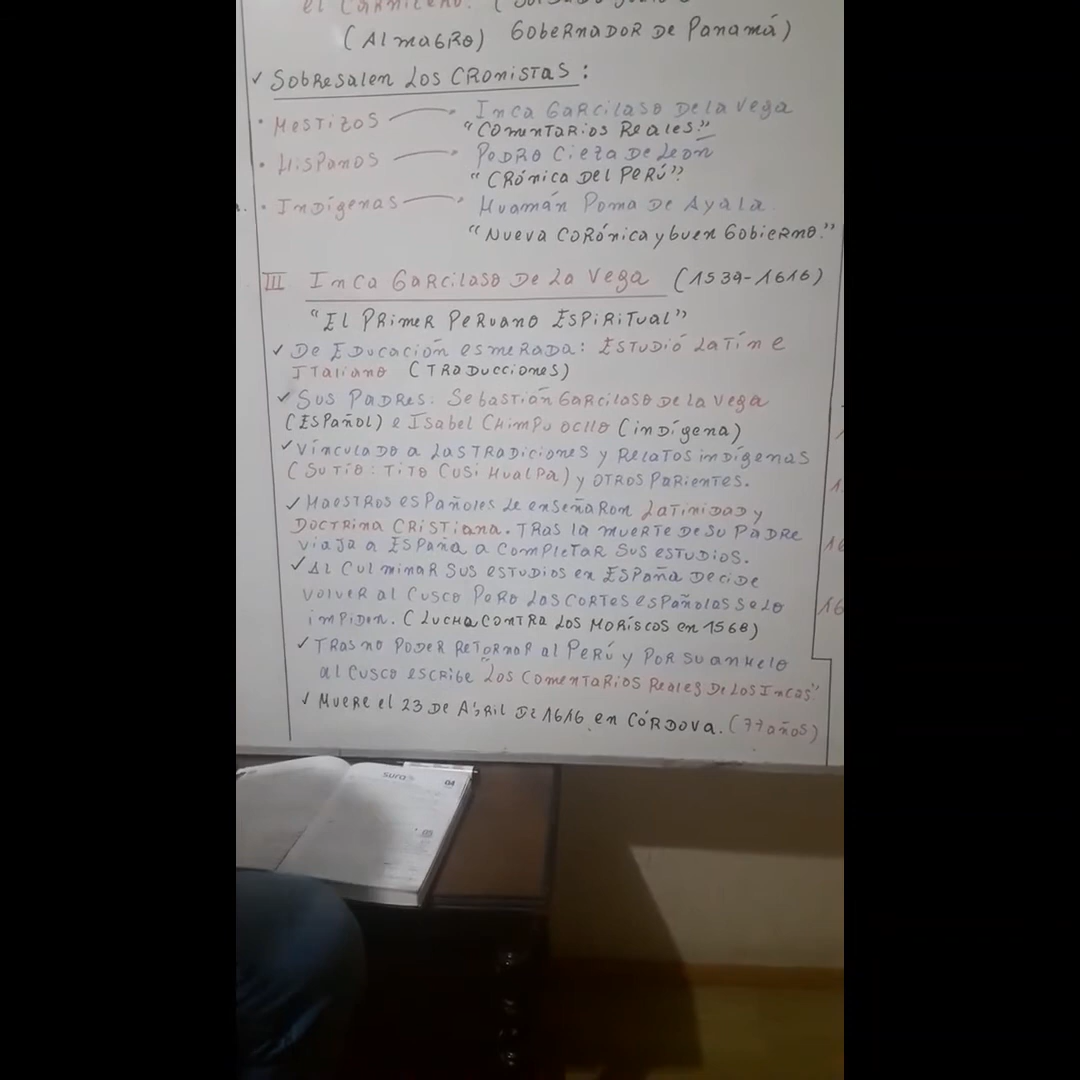 el CARNICERO.
(AlmaGRO) GobeRNADOR De Panamá)
✓ SobResalen Los CRonisTas:
• MesTizos → Inca GaRcilaso De la Vega
"ComenTaRios Reales."
• Hispanos → PeDRo Cieza De León
"CRónica Del PeRú".
• Indígenas → Huamán Poma De Ayala.
"Nueva CoRónica y buen GobieRno."
III Inca GaRcilaso De La Vega (1539-1616)
"El PRimeR PeRuano EspiRiTual"
✓ De EDucación esmeRaDa: EsTuDió LaTín e
ITaliano (TRaDucciones)
✓ Sus PaDRes: SebasTián GaRcilaso De la Vega
(Español) e Isabel Chimpu Ocllo (inDígena)
✓ VinculaDo a LasTRaDiciones y RelaTos inDígenas
(Su Tío: TiTo Cusi Hualpa) y oTRos PaRienTes.
✓ MaesTRos esPañoles Le enseñaRon LaTiniDaD y
DocTRina CRisTiana. TRas la mueRTe De su PaDRe
viaja a España a compleTaR sus esTuDios.
✓ Al culminaR sus esTuDios en España DeciDe
volveR al Cusco PeRo Las coRTes esPañolas se Lo
impiDen. (Lucha conTRa Los MoRiscos en 1568)
✓ TRas no PoDeR ReToRnaR al PeRú y PoR su anhelo
al Cusco escRibe "Los ComenTaRios Reales De Los Incas".
✓ MueRe el 23 De AbRil De 1616 en CóRDova. (77 años)
sura
04